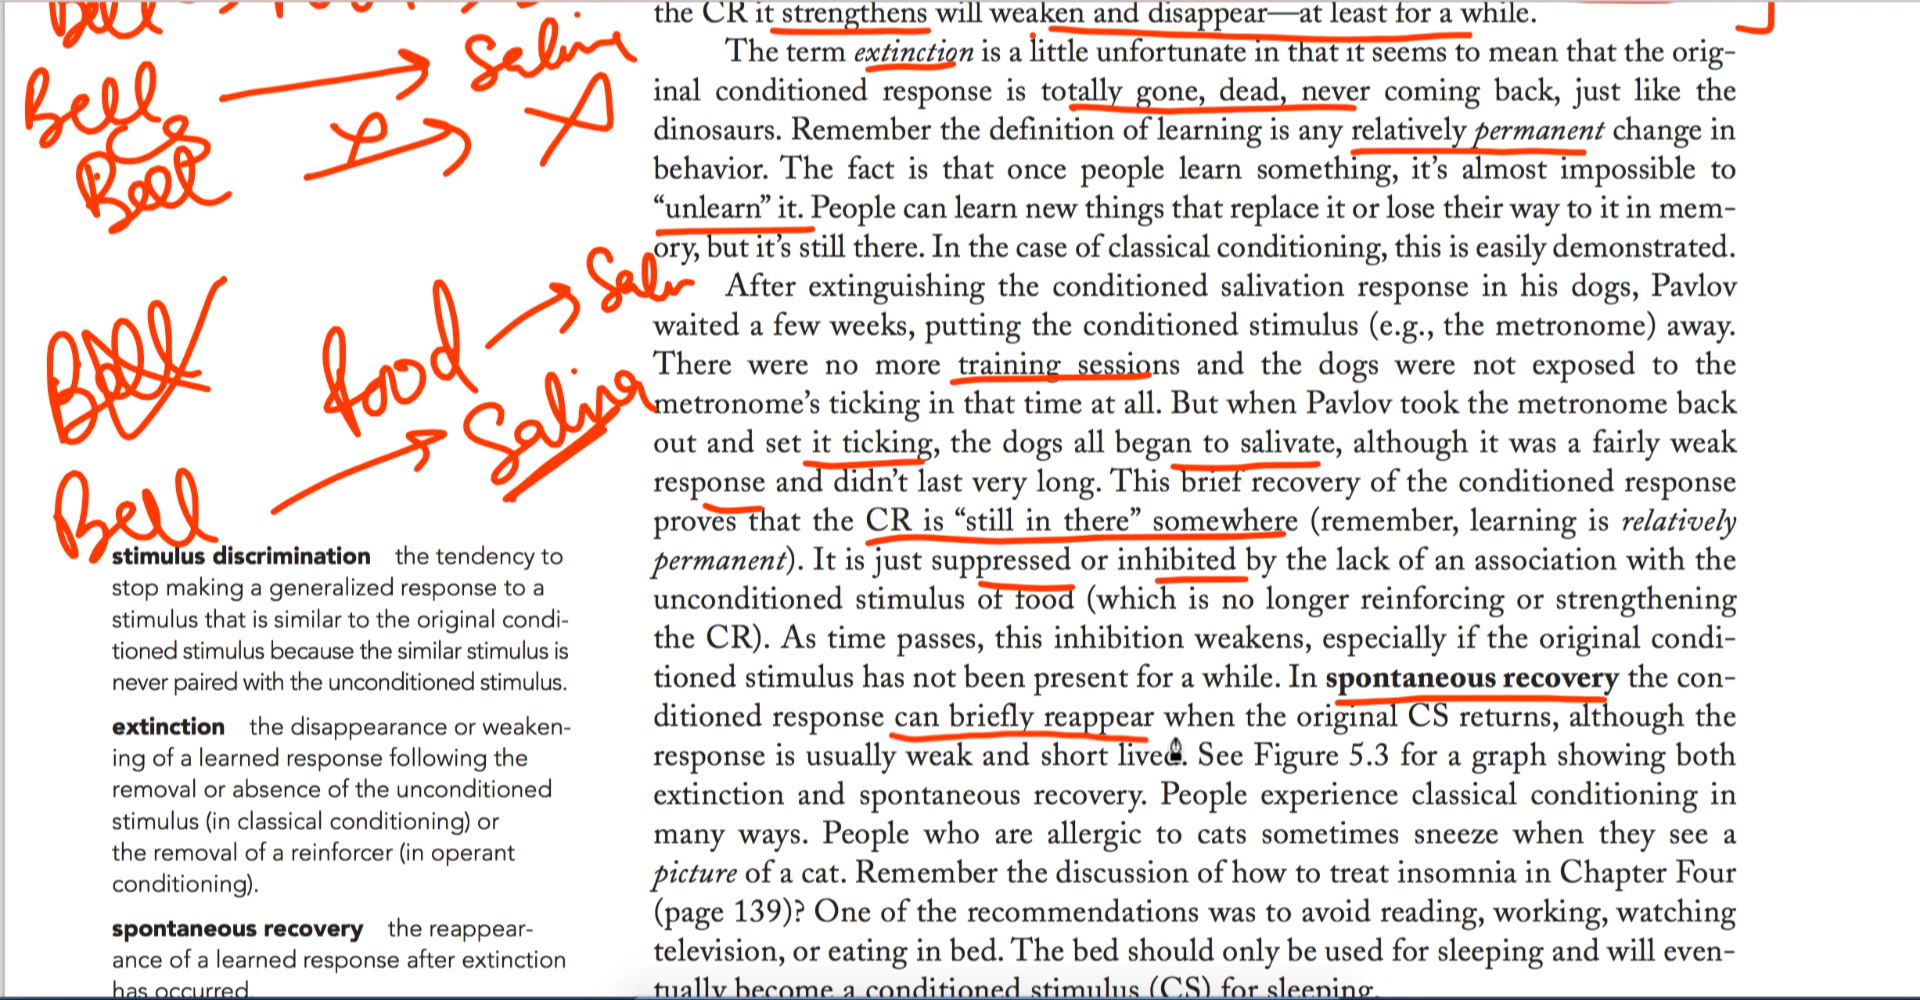 Bell
Bell → Saliva
CS
Bell
Bell food → Saliv
Bell → Saliva
stimulus discrimination the tendency to
stop making a generalized response to a
stimulus that is similar to the original condi-
tioned stimulus because the similar stimulus is
never paired with the unconditioned stimulus.
extinction the disappearance or weaken-
ing of a learned response following the
removal or absence of the unconditioned
stimulus (in classical conditioning) or
the removal of a reinforcer (in operant
conditioning).
spontaneous recovery the reappear-
ance of a learned response after extinction
has occurred.
the CR it strengthens will weaken and disappear—at least for a while.
The term extinction is a little unfortunate in that it seems to mean that the orig-
inal conditioned response is totally gone, dead, never coming back, just like the
dinosaurs. Remember the definition of learning is any relatively permanent change in
behavior. The fact is that once people learn something, it's almost impossible to
“unlearn” it. People can learn new things that replace it or lose their way to it in mem-
ory, but it's still there. In the case of classical conditioning, this is easily demonstrated.
After extinguishing the conditioned salivation response in his dogs, Pavlov
waited a few weeks, putting the conditioned stimulus (e.g., the metronome) away.
There were no more training sessions and the dogs were not exposed to the
metronome's ticking in that time at all. But when Pavlov took the metronome back
out and set it ticking, the dogs all began to salivate, although it was a fairly weak
response and didn't last very long. This brief recovery of the conditioned response
proves that the CR is “still in there” somewhere (remember, learning is relatively
permanent). It is just suppressed or inhibited by the lack of an association with the
unconditioned stimulus of food (which is no longer reinforcing or strengthening
the CR). As time passes, this inhibition weakens, especially if the original condi-
tioned stimulus has not been present for a while. In spontaneous recovery the con-
ditioned response can briefly reappear when the original CS returns, although the
response is usually weak and short lived. See Figure 5.3 for a graph showing both
extinction and spontaneous recovery. People experience classical conditioning in
many ways. People who are allergic to cats sometimes sneeze when they see a
picture of a cat. Remember the discussion of how to treat insomnia in Chapter Four
(page 139)? One of the recommendations was to avoid reading, working, watching
television, or eating in bed. The bed should only be used for sleeping and will even-
tually become a conditioned stimulus (CS) for sleeping.